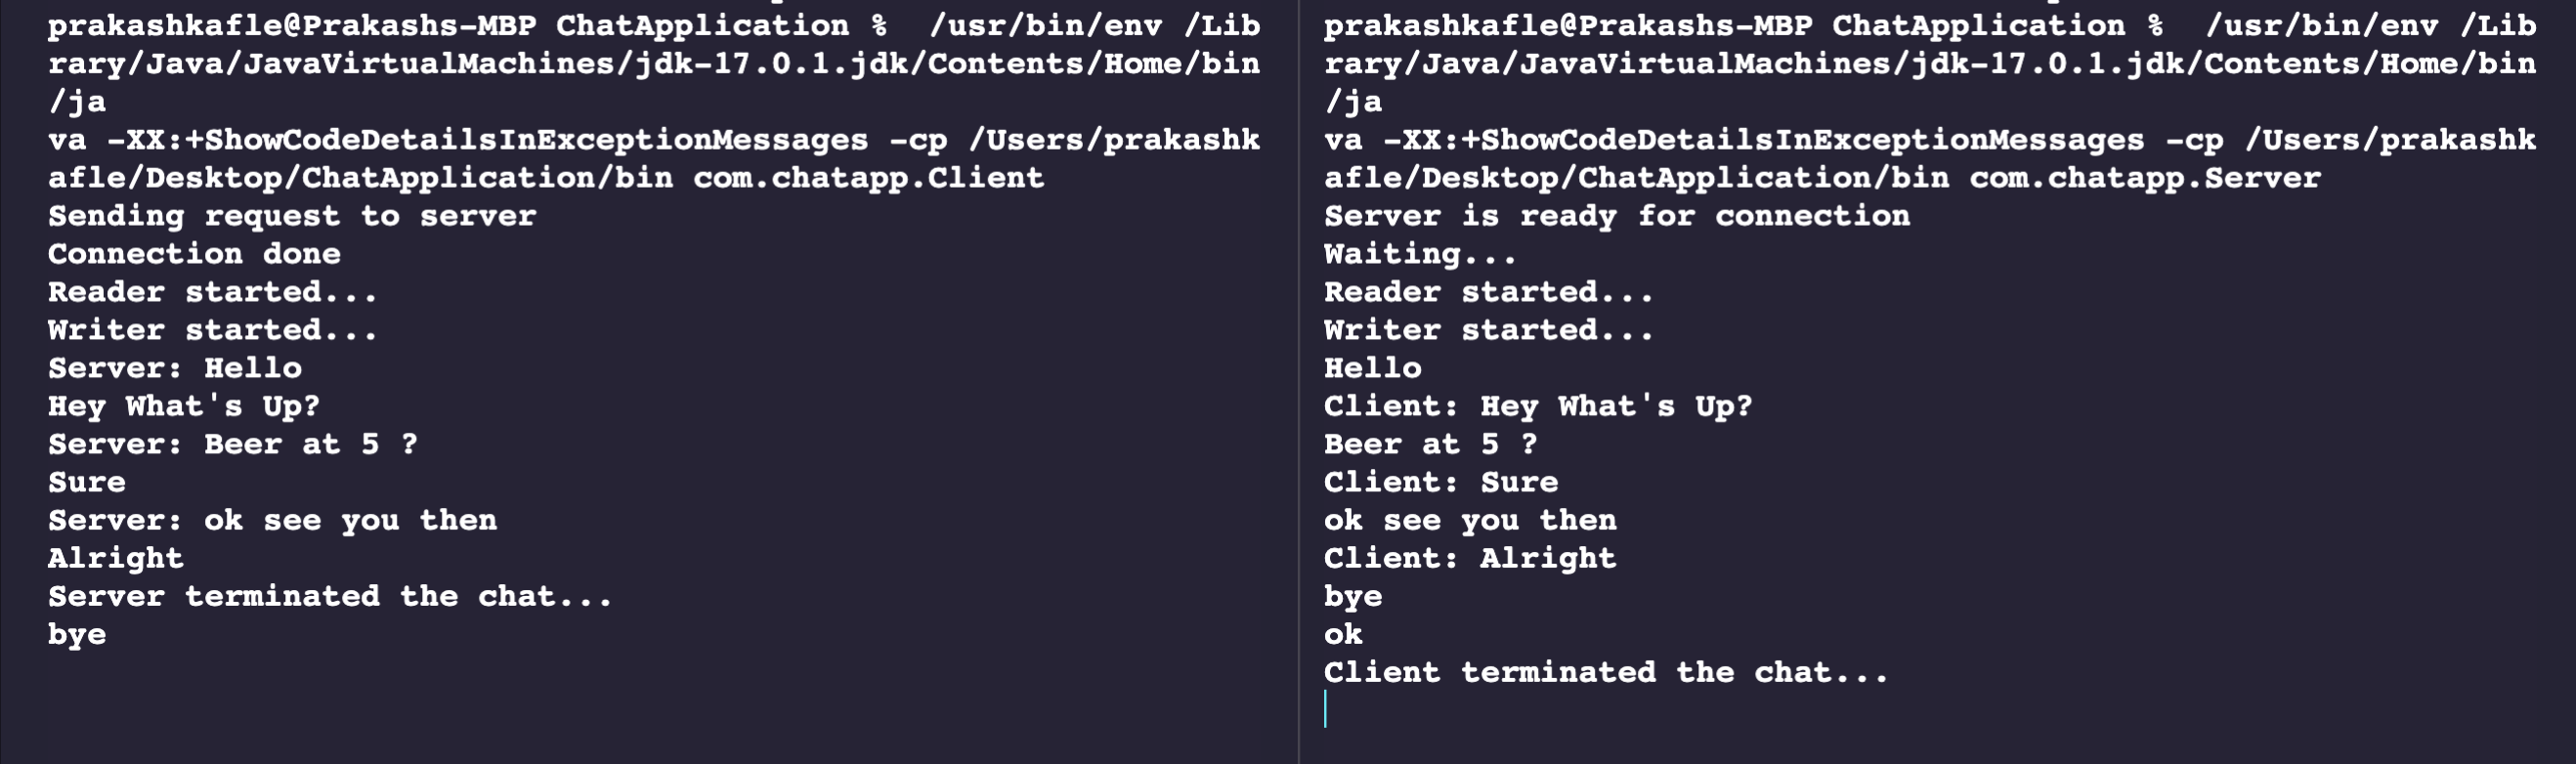 prakashkafle@Prakashs-MBP ChatApplication %  /usr/bin/env /Lib
rary/Java/JavaVirtualMachines/jdk-17.0.1.jdk/Contents/Home/bin
/ja
va -XX:+ShowCodeDetailsInExceptionMessages -cp /Users/prakashk
afle/Desktop/ChatApplication/bin com.chatapp.Client
Sending request to server
Connection done
Reader started...
Writer started...
Server: Hello
Hey What's Up?
Server: Beer at 5 ?
Sure
Server: ok see you then
Alright
Server terminated the chat...
bye
prakashkafle@Prakashs-MBP ChatApplication %  /usr/bin/env /Lib
rary/Java/JavaVirtualMachines/jdk-17.0.1.jdk/Contents/Home/bin
/ja
va -XX:+ShowCodeDetailsInExceptionMessages -cp /Users/prakashk
afle/Desktop/ChatApplication/bin com.chatapp.Server
Server is ready for connection
Waiting...
Reader started...
Writer started...
Hello
Client: Hey What's Up?
Beer at 5 ?
Client: Sure
ok see you then
Client: Alright
bye
ok
Client terminated the chat...